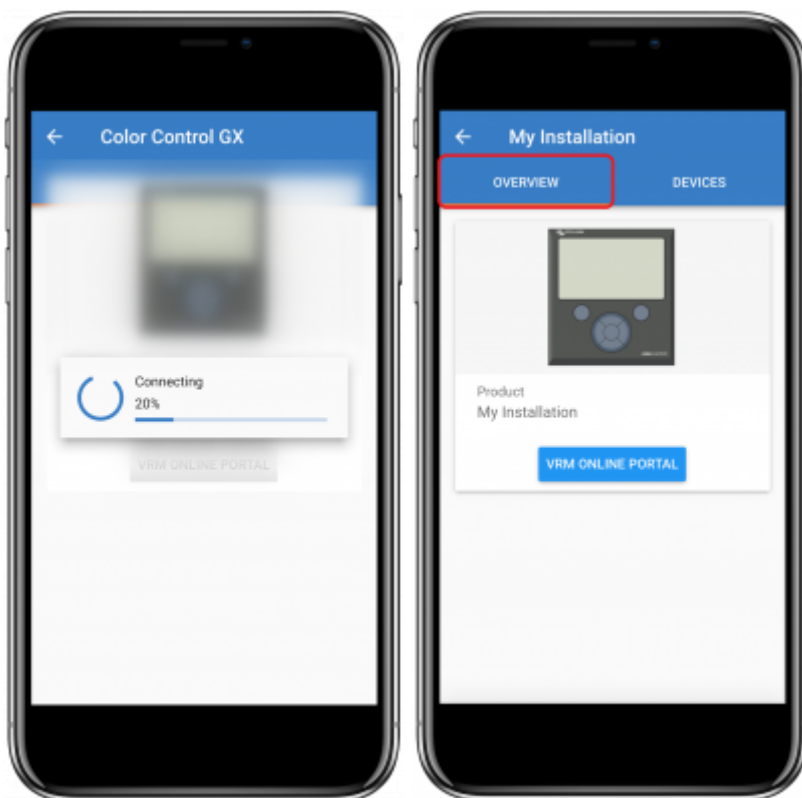 Color Control GX
Connecting
20%
VRM ONLINE PORTAL
My Installation
OVERVIEW
DEVICES
Product
My Installation
VRM ONLINE PORTAL